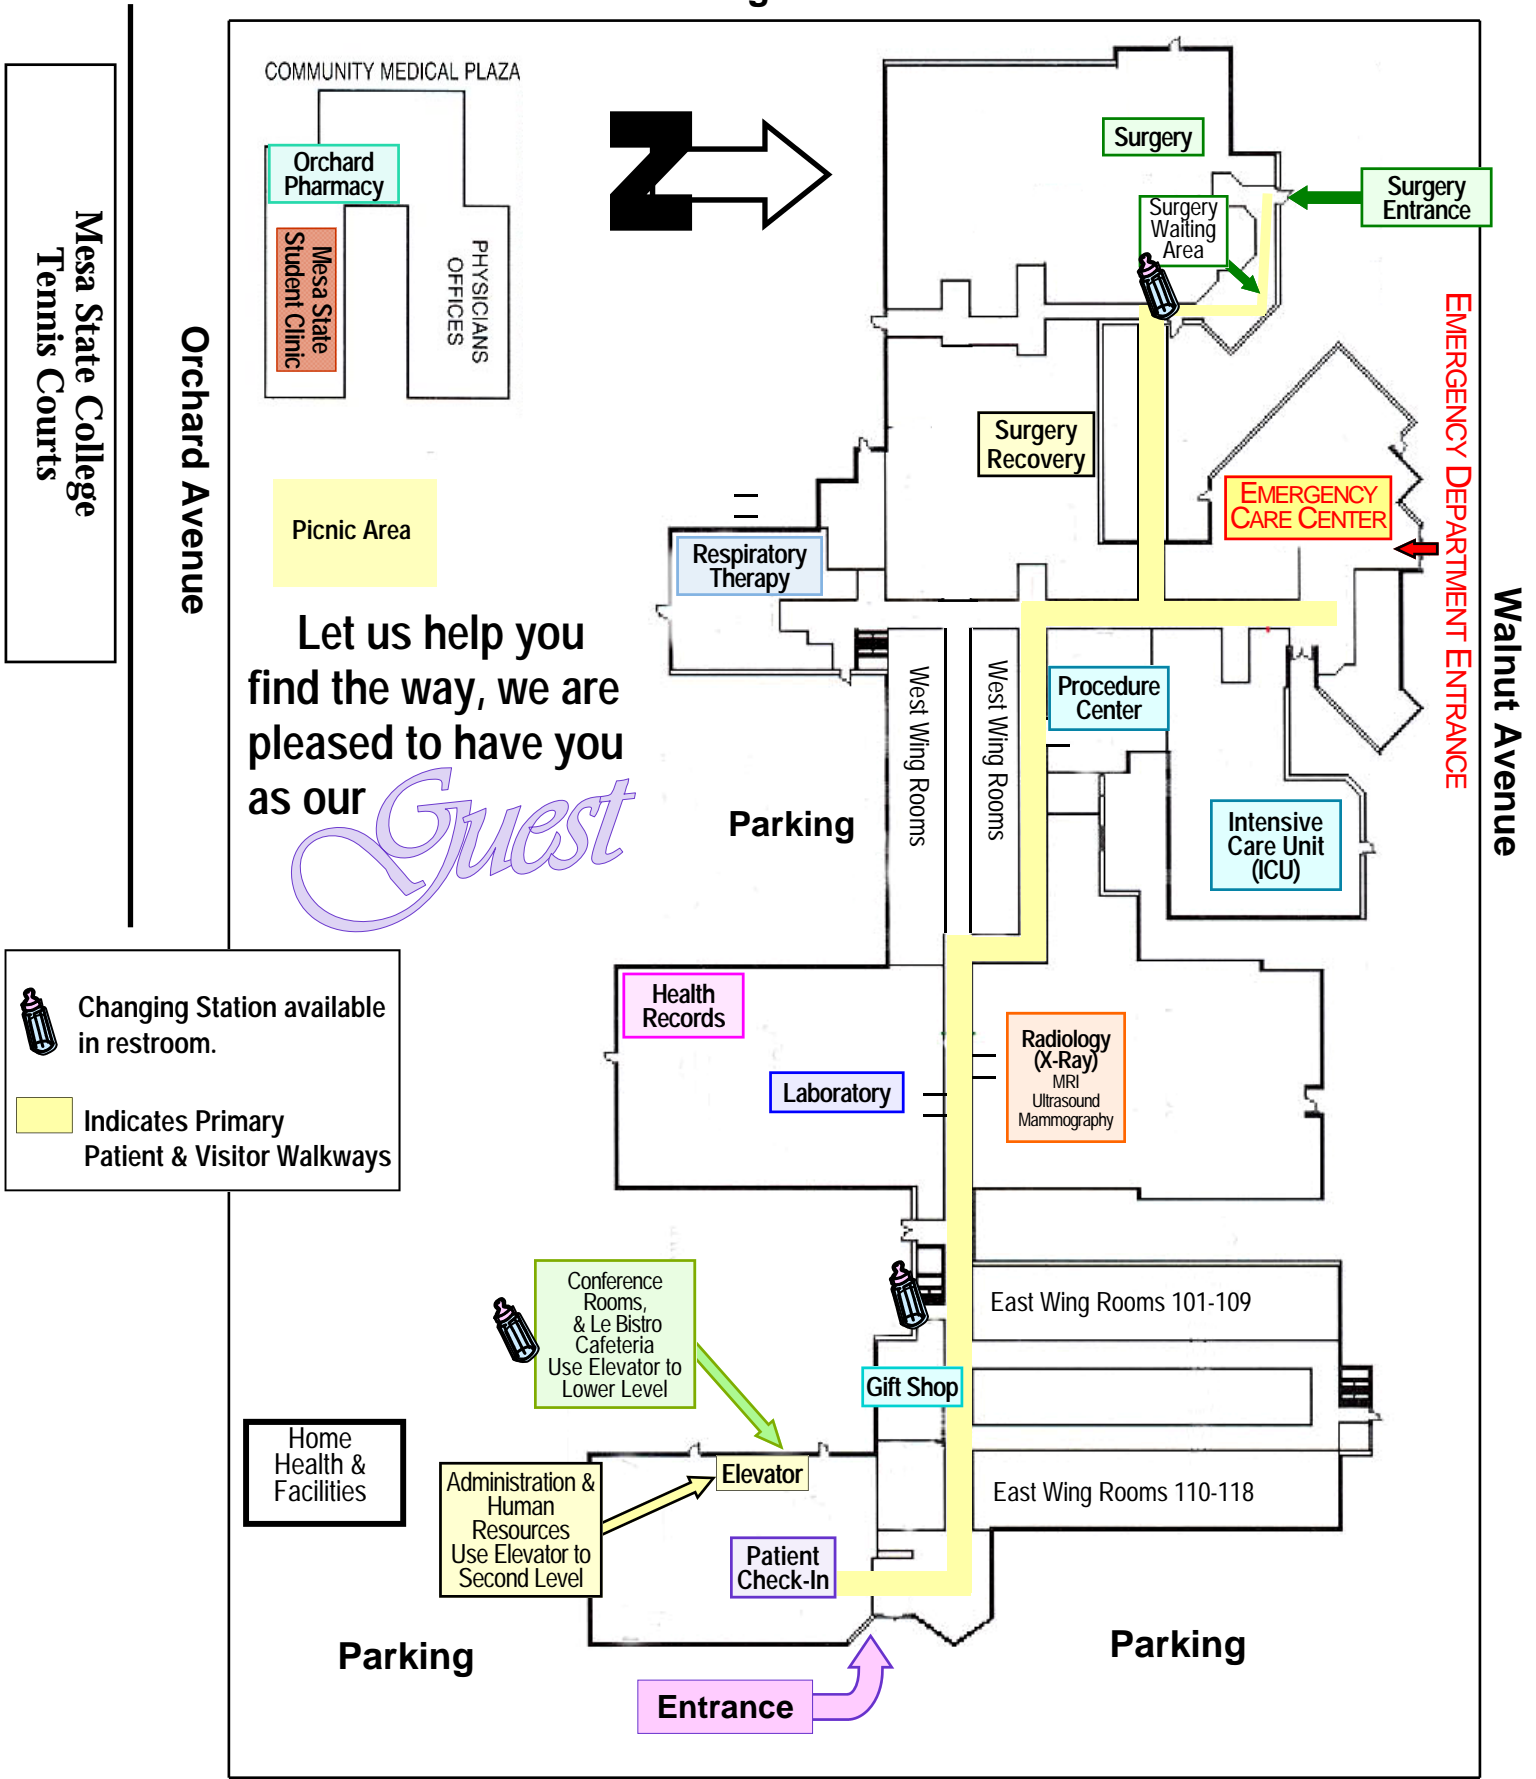 COMMUNITY MEDICAL PLAZA
Orchard
Pharmacy
Mesa State
Student Clinic
PHYSICIANS
OFFICES
Mesa State College
Tennis Courts
Orchard Avenue
Picnic Area
N
Surgery
Surgery
Entrance
Surgery
Waiting
Area
Surgery
Recovery
EMERGENCY
CARE CENTER
EMERGENCY DEPARTMENT ENTRANCE
Walnut Avenue
Respiratory
Therapy
Let us help you
find the way, we are
pleased to have you
as our
Guest
West Wing Rooms
West Wing Rooms
Procedure
Center
Parking
Intensive
Care Unit
(ICU)
Changing Station available
in restroom.
Indicates Primary
Patient & Visitor Walkways
Health
Records
Laboratory
Radiology
(X-Ray)
MRI
Ultrasound
Mammography
Conference
Rooms,
& Le Bistro
Cafeteria
Use Elevator to
Lower Level
East Wing Rooms 101-109
Gift Shop
Home
Health &
Facilities
Administration &
Human
Resources
Use Elevator to
Second Level
Elevator
East Wing Rooms 110-118
Patient
Check-In
Parking
Parking
Entrance